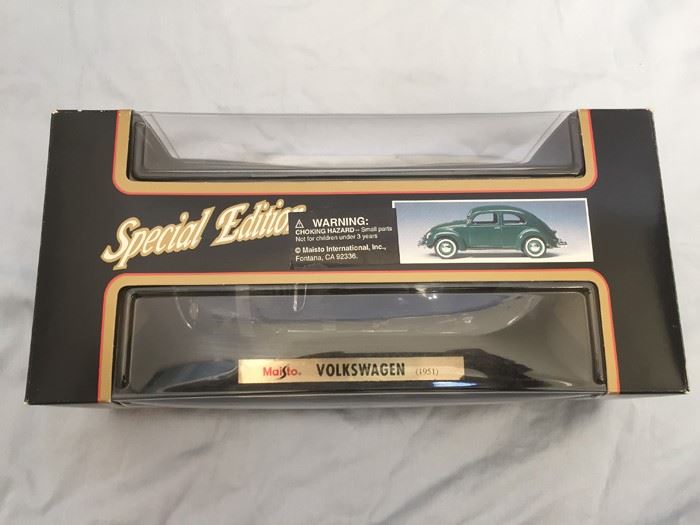 Special Edition
⚠ WARNING:
CHOKING HAZARD – Small parts
Not for children under 3 years
© Maisto International, Inc.,
Fontana, CA 92336.
Maisto. VOLKSWAGEN (1951)